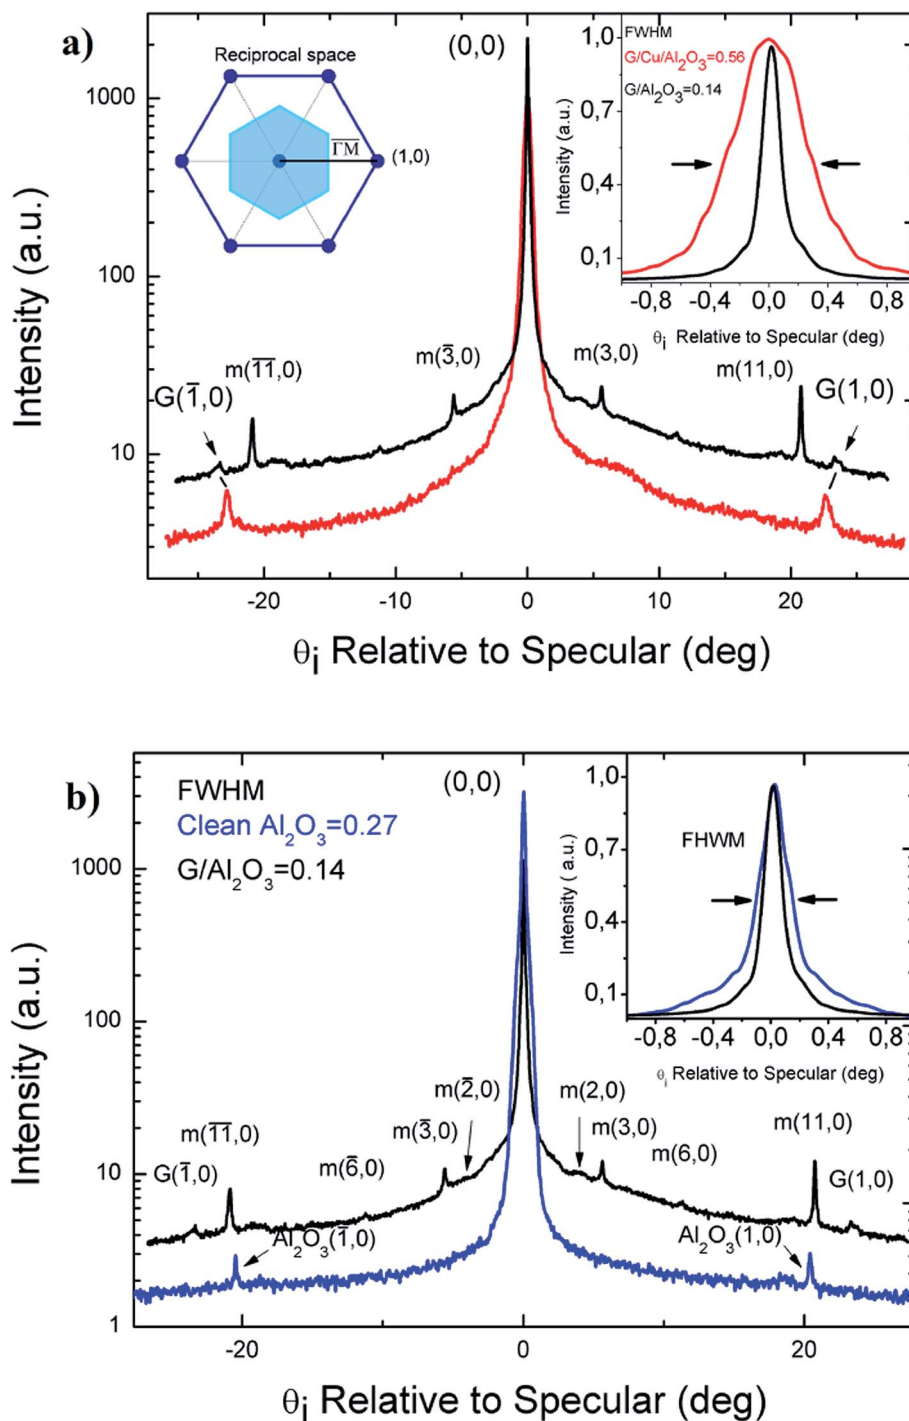 a)
Reciprocal space
Γ̅M̅
(1,0)
(0,0)
FWHM
G/Cu/Al₂O₃=0.56
G/Al₂O₃=0.14
Intensity (a.u.)
1,0
0,7
0,4
0,1
-0,8 -0,4 0,0 0,4 0,8
θᵢ Relative to Specular (deg)
Intensity (a.u.)
1000
100
10
m(1̅1̅,0)
G(1̅,0)
m(3̅,0)
m(3,0)
m(11,0)
G(1,0)
-20 -10 0 10 20
θᵢ Relative to Specular (deg)
b)
FWHM
Clean Al₂O₃=0.27
G/Al₂O₃=0.14
(0,0)
FHWM
Intensity ( a.u.)
1,0
0,7
0,4
0,1
-0,8 -0,4 0,0 0,4 0,8
θᵢ Relative to Specular (deg)
Intensity (a.u.)
1000
100
10
1
m(1̅1̅,0)
G(1̅,0)
m(6̅,0)
m(3̅,0)
m(2̅,0)
m(2,0)
m(3,0)
m(6,0)
m(11,0)
G(1,0)
Al₂O₃(1̅,0)
Al₂O₃(1,0)
-20 0 20
θᵢ Relative to Specular (deg)